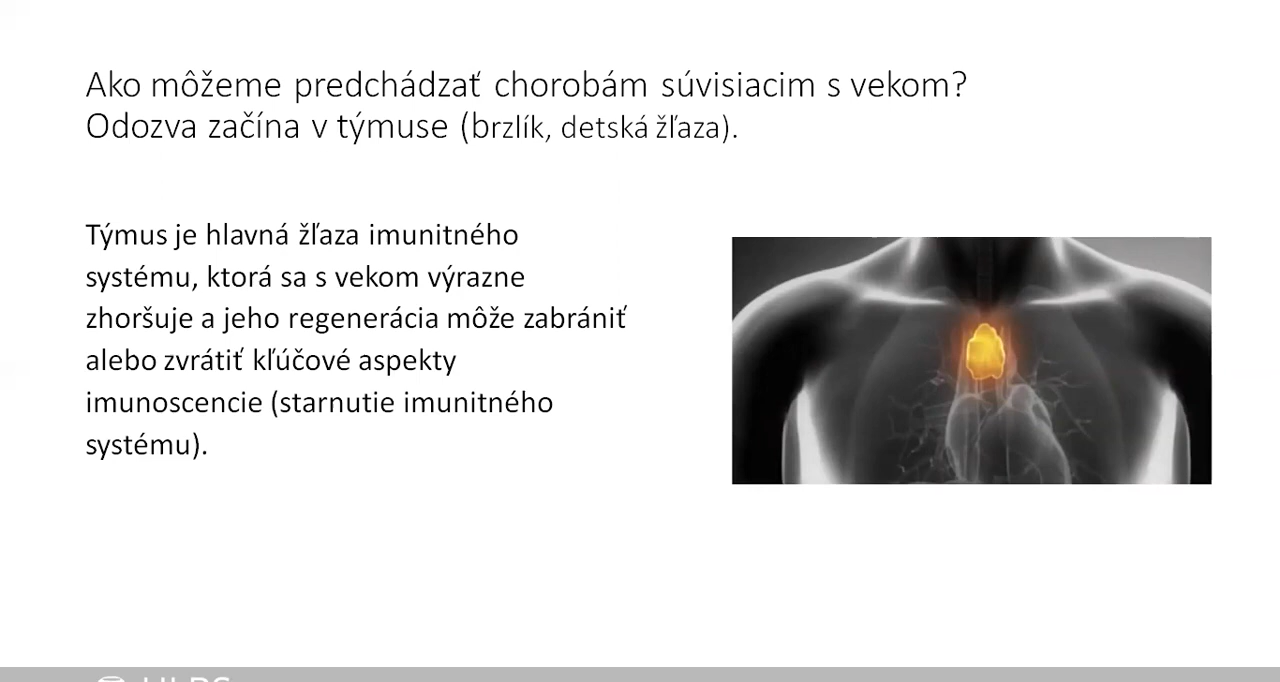 Ako môžeme predchádzať chorobám súvisiacim s vekom?
Odozva začína v týmuse (brzlík, detská žľaza).
Týmus je hlavná žľaza imunitného
systému, ktorá sa s vekom výrazne
zhoršuje a jeho regenerácia môže zabrániť
alebo zvrátiť kľúčové aspekty
imunoscencie (starnutie imunitného
systému).